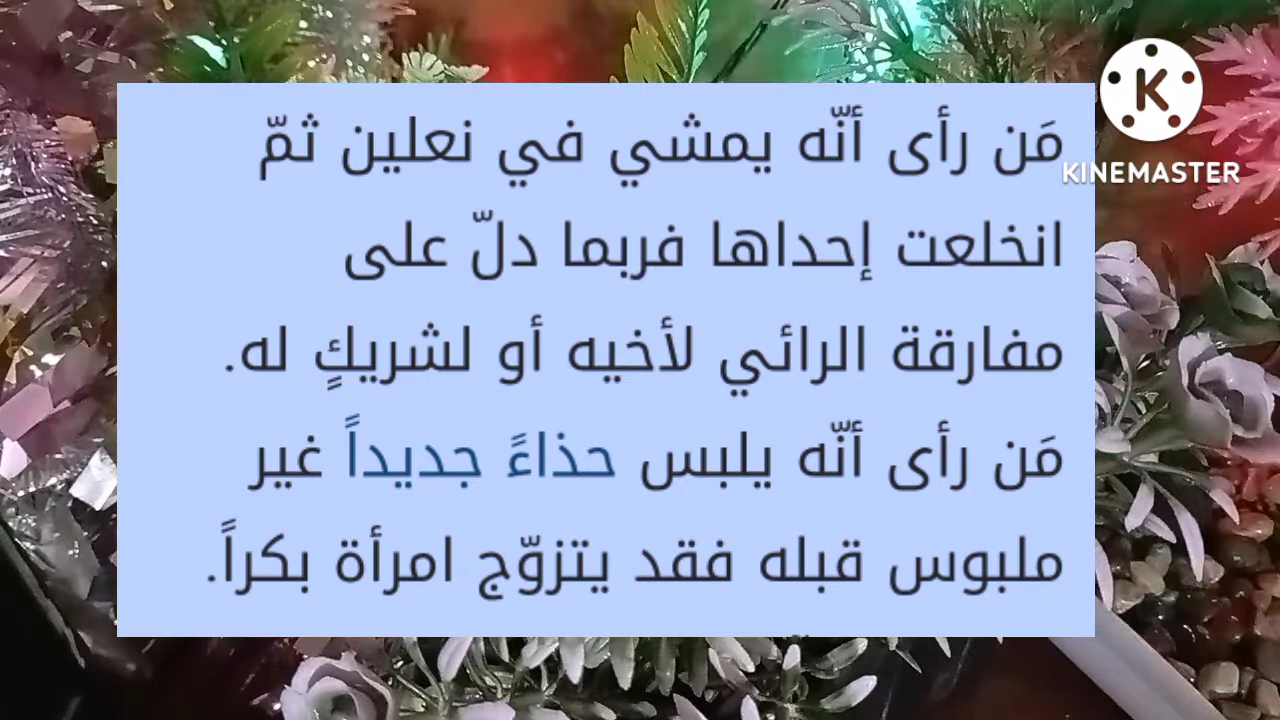 مَن رأى أنّه يمشي في نعلين ثمّ
انخلعت إحداها فربما دلّ على
مفارقة الرائي لأخيه أو لشريكٍ له.
مَن رأى أنّه يلبس حذاءً جديداً غير
ملبوس قبله فقد يتزوّج امرأة بكراً.
K
KINEMASTER